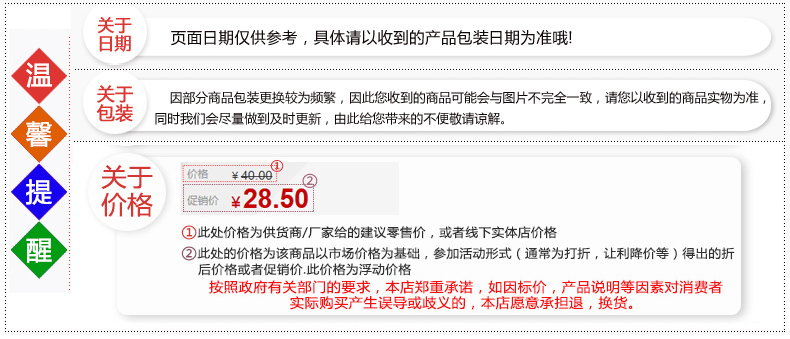 温
馨
提
醒
关于
日期
页面日期仅供参考，具体请以收到的产品包装日期为准哦!
关于
包装
因部分商品包装更换较为频繁，因此您收到的商品可能会与图片不完全一致，请您以收到的商品实物为准，
同时我们会尽量做到及时更新，由此给您带来的不便敬请谅解。
关于
价格
价格 ¥40.00 ①
促销价 ¥28.50 ②
①此处价格为供货商/厂家给的建议零售价，或者线下实体店价格
②此处的价格为该商品以市场价格为基础，参加活动形式（通常为打折，让利降价等）得出的折
后价格或者促销价.此价格为浮动价格
按照政府有关部门的要求，本店郑重承诺，如因标价，产品说明等因素对消费者
实际购买产生误导或歧义的，本店愿意承担退，换货。